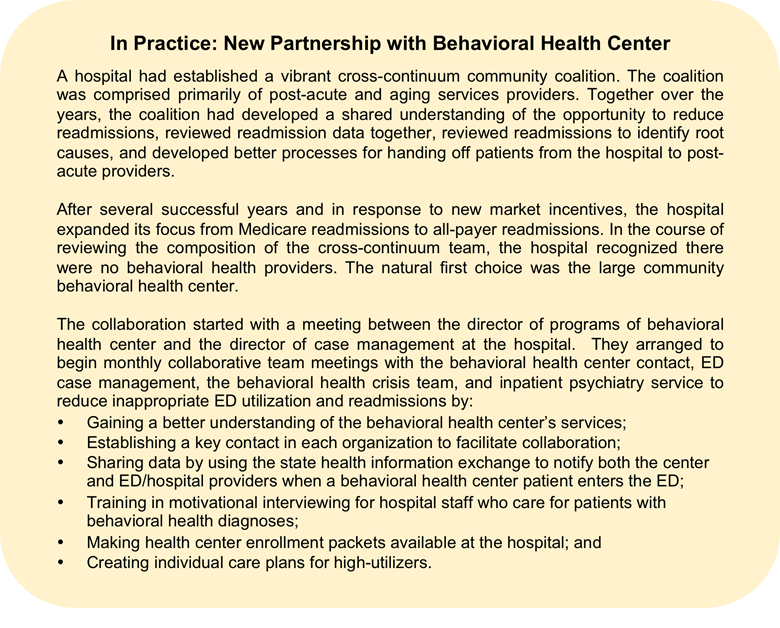 In Practice: New Partnership with Behavioral Health Center
A hospital had established a vibrant cross-continuum community coalition. The coalition
was comprised primarily of post-acute and aging services providers. Together over the
years, the coalition had developed a shared understanding of the opportunity to reduce
readmissions, reviewed readmission data together, reviewed readmissions to identify root
causes, and developed better processes for handing off patients from the hospital to post-
acute providers.
After several successful years and in response to new market incentives, the hospital
expanded its focus from Medicare readmissions to all-payer readmissions. In the course of
reviewing the composition of the cross-continuum team, the hospital recognized there
were no behavioral health providers. The natural first choice was the large community
behavioral health center.
The collaboration started with a meeting between the director of programs of behavioral
health center and the director of case management at the hospital.  They arranged to
begin monthly collaborative team meetings with the behavioral health center contact, ED
case management, the behavioral health crisis team, and inpatient psychiatry service to
reduce inappropriate ED utilization and readmissions by:
• Gaining a better understanding of the behavioral health center’s services;
• Establishing a key contact in each organization to facilitate collaboration;
• Sharing data by using the state health information exchange to notify both the center
and ED/hospital providers when a behavioral health center patient enters the ED;
• Training in motivational interviewing for hospital staff who care for patients with
behavioral health diagnoses;
• Making health center enrollment packets available at the hospital; and
• Creating individual care plans for high-utilizers.